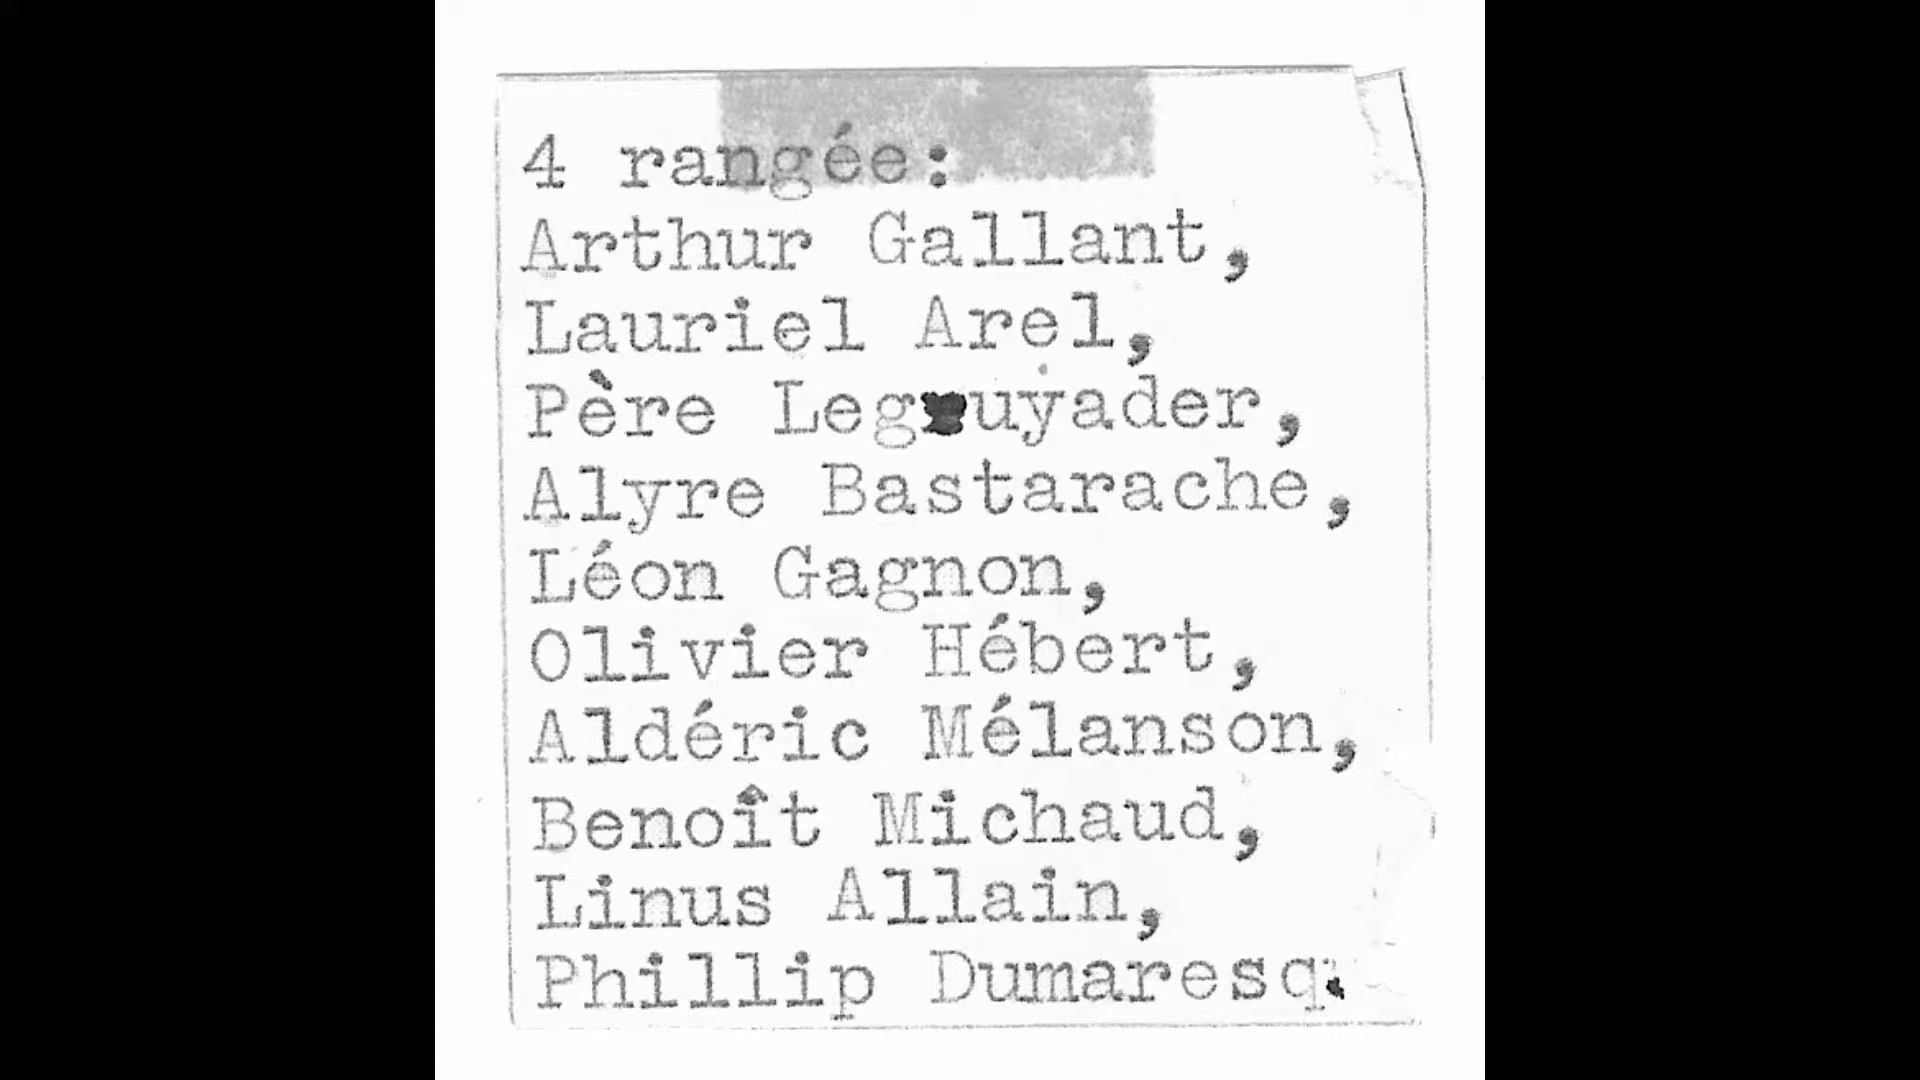 4 rangée:
Arthur Gallant,
Lauriel Arel,
Père Leguyader,
Alyre Bastarache,
Léon Gagnon,
Olivier Hébert,
Aldéric Mélanson,
Benoît Michaud,
Linus Allain,
Phillip Dumaresq.